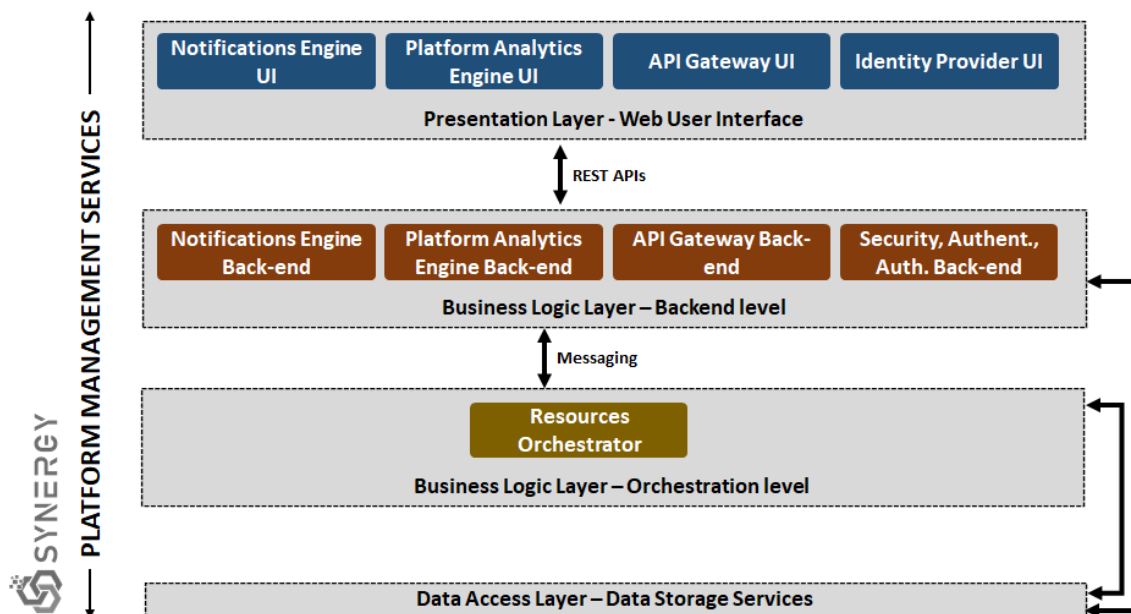 Notifications Engine
UI
Platform Analytics
Engine UI
API Gateway UI
Identity Provider UI
Presentation Layer - Web User Interface
REST APIs
Notifications Engine
Back-end
Platform Analytics
Engine Back-end
API Gateway Back-
end
Security, Authent.,
Auth. Back-end
Business Logic Layer – Backend level
Messaging
Resources
Orchestrator
Business Logic Layer – Orchestration level
Data Access Layer – Data Storage Services
PLATFORM MANAGEMENT SERVICES
SYNERGY